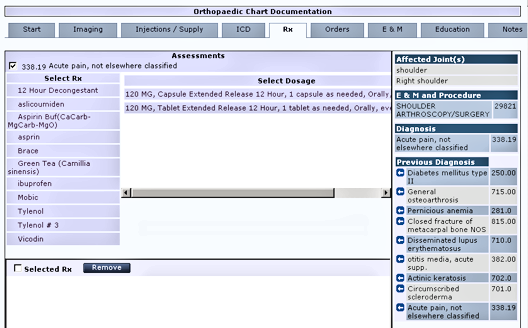 Orthopaedic Chart Documentation
Start Imaging Injections / Supply ICD Rx Orders E & M Education Notes
Assessments
338.19 Acute pain, not elsewhere classified
Select Rx
12 Hour Decongestant
aslicoumiden
Aspirin Buf(CaCarb-
MgCarb-MgO)
asprin
Brace
Green Tea (Camillia
sinensis)
ibuprofen
Mobic
Tylenol
Tylenol # 3
Vicodin
Select Dosage
120 MG, Capsule Extended Release 12 Hour, 1 capsule as needed, Orally,
120 MG, Tablet Extended Release 12 Hour, 1 tablet as needed, Orally, eve
Selected Rx Remove
Affected Joint(s)
shoulder
Right shoulder
E & M and Procedure
SHOULDER 29821
ARTHROSCOPY/SURGERY
Diagnosis
Acute pain, not 338.19
elsewhere classified
Previous Diagnosis
Diabetes mellitus type 250.00
II
General 715.00
osteoarthrosis
Pernicious anemia 281.0
Closed fracture of 815.00
metacarpal bone NOS
Disseminated lupus 710.0
erythematosus
otitis media, acute 382.00
supp.
Actinic keratosis 702.0
Circumscribed 701.0
scleroderma
Acute pain, not 338.19
elsewhere classified